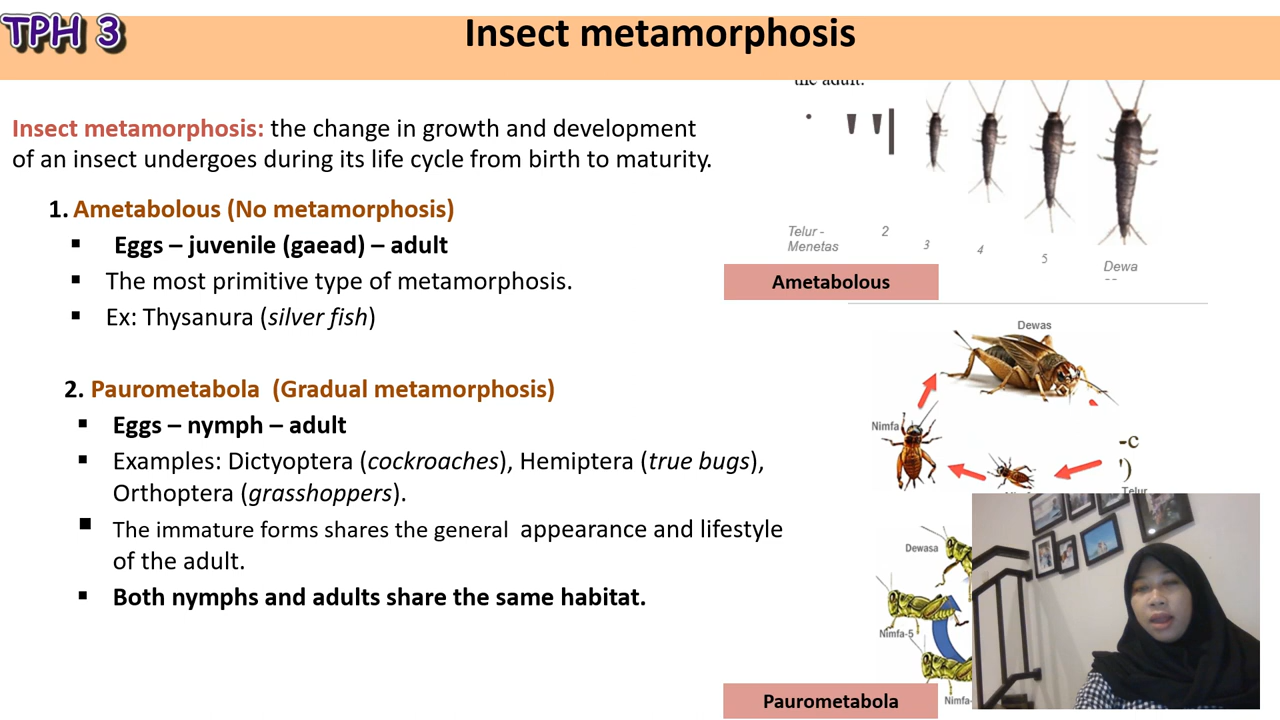 TPH 3
Insect metamorphosis
the adult.
Insect metamorphosis: the change in growth and development
of an insect undergoes during its life cycle from birth to maturity.
1. Ametabolous (No metamorphosis)
▪ Eggs – juvenile (gaead) – adult
▪ The most primitive type of metamorphosis.
▪ Ex: Thysanura (silver fish)
2. Paurometabola (Gradual metamorphosis)
▪ Eggs – nymph – adult
▪ Examples: Dictyoptera (cockroaches), Hemiptera (true bugs),
Orthoptera (grasshoppers).
▪ The immature forms shares the general appearance and lifestyle
of the adult.
▪ Both nymphs and adults share the same habitat.
Telur -
Menetas
2
3
4
5
Dewa
Ametabolous
Dewas
Nimfa
-c
')
Telur
Dewasa
Nimfa-5
Nimfa-
Paurometabola